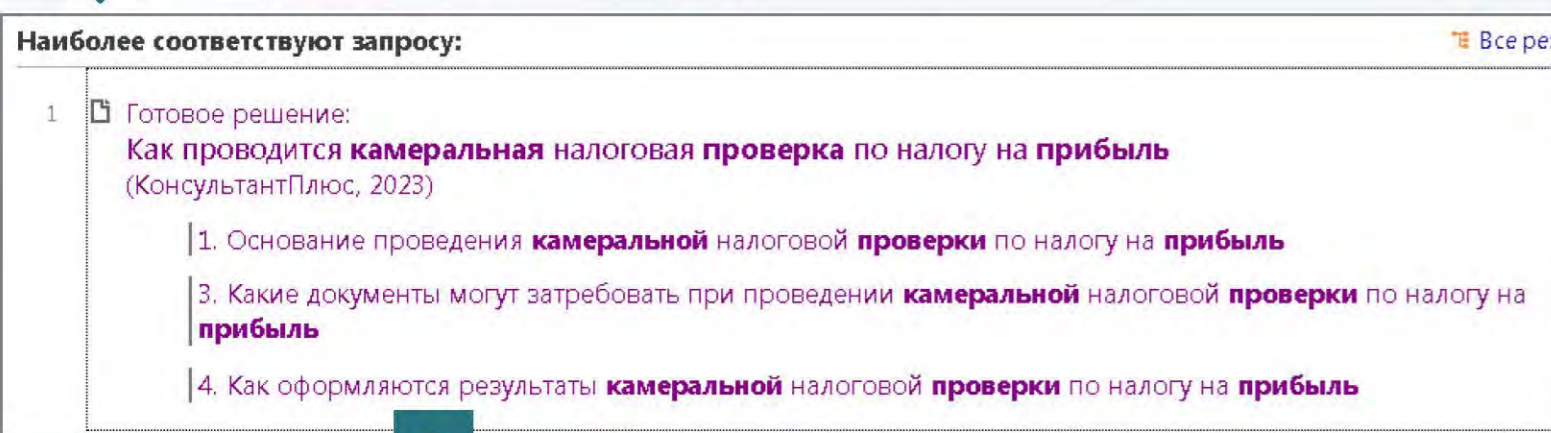 Наиболее соответствуют запросу:
Все
1
Готовое решение:
Как проводится камеральная налоговая проверка по налогу на прибыль
(КонсультантПлюс, 2023)
1. Основание проведения камеральной налоговой проверки по налогу на прибыль
3. Какие документы могут затребовать при проведении камеральной налоговой проверки по налогу на
прибыль
4. Как оформляются результаты камеральной налоговой проверки по налогу на прибыль